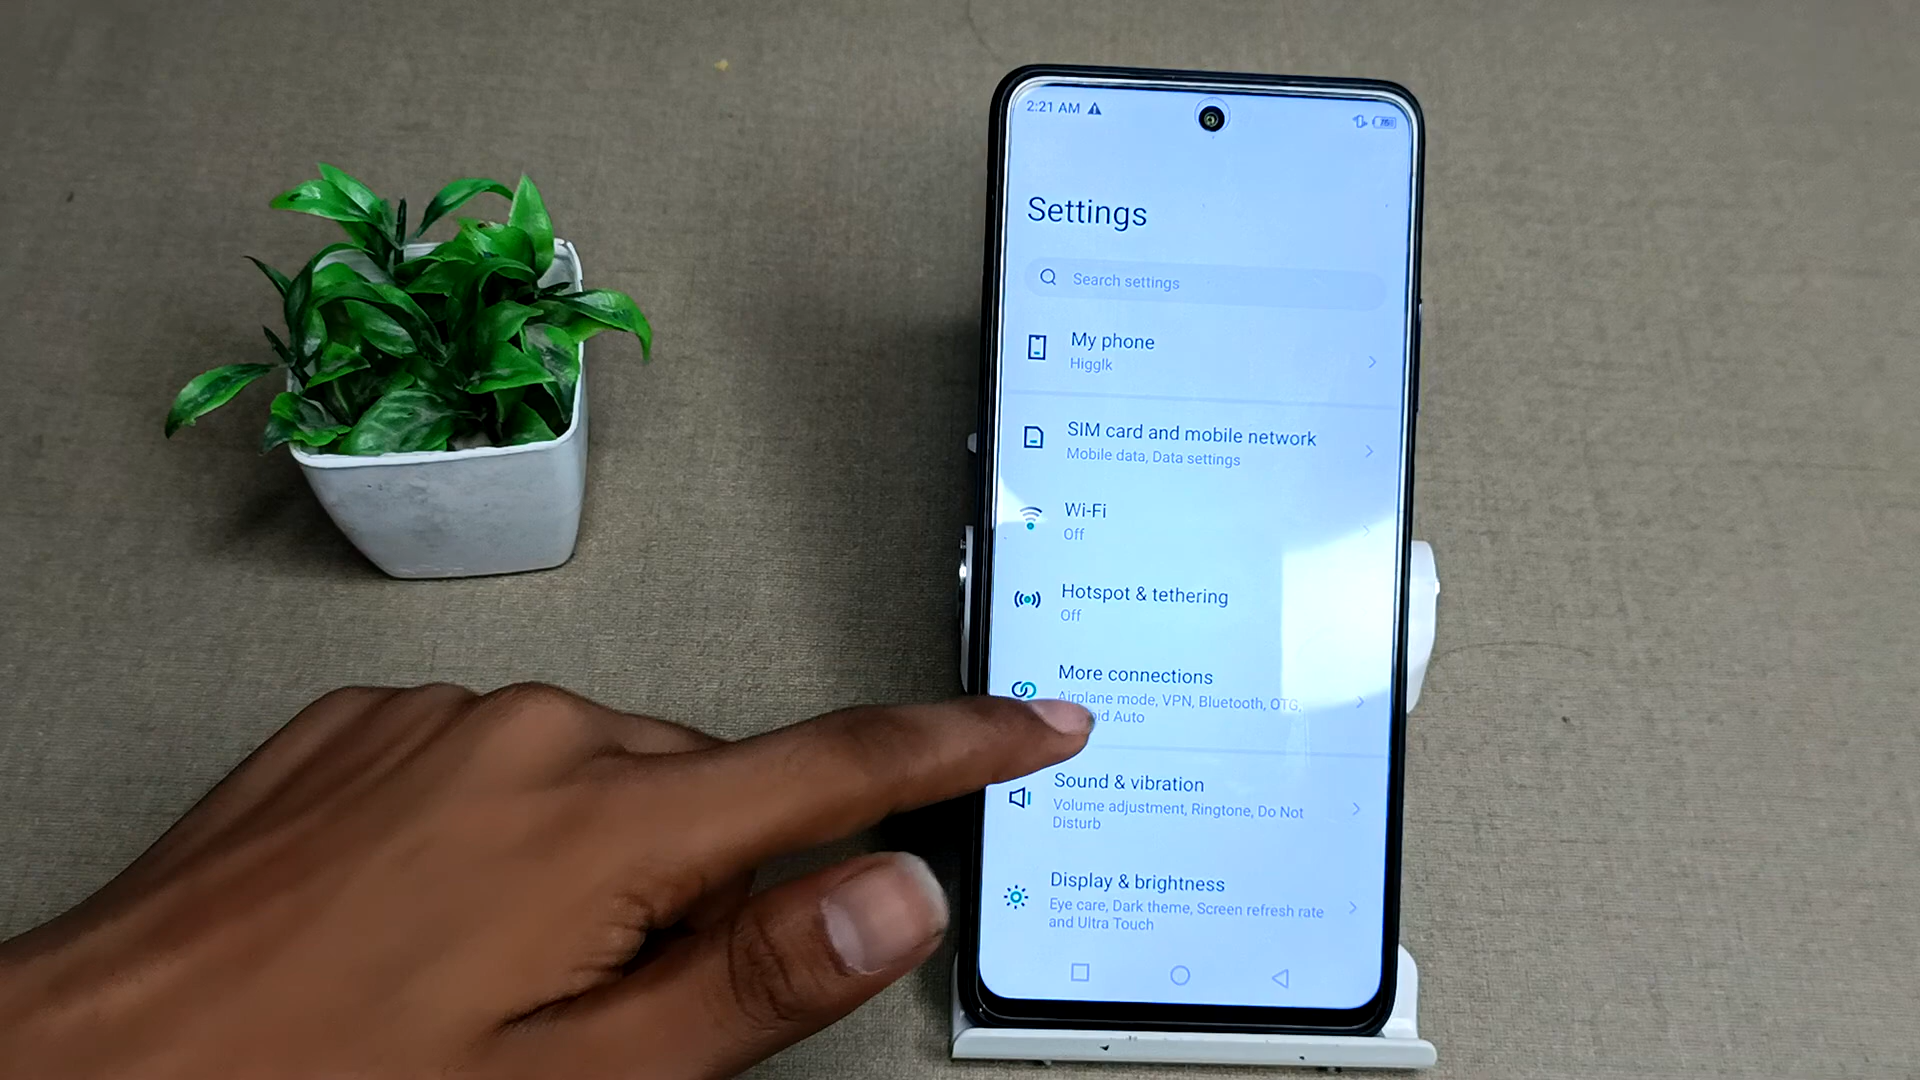 2:21 AM
Settings
Search settings
My phone
Higglk
SIM card and mobile network
Mobile data, Data settings
Wi-Fi
Off
Hotspot & tethering
Off
More connections
Airplane mode, VPN, Bluetooth, OTG,
Auto
Sound & vibration
Volume adjustment, Ringtone, Do Not
Disturb
Display & brightness
Eye care, Dark theme, Screen refresh rate
and Ultra Touch